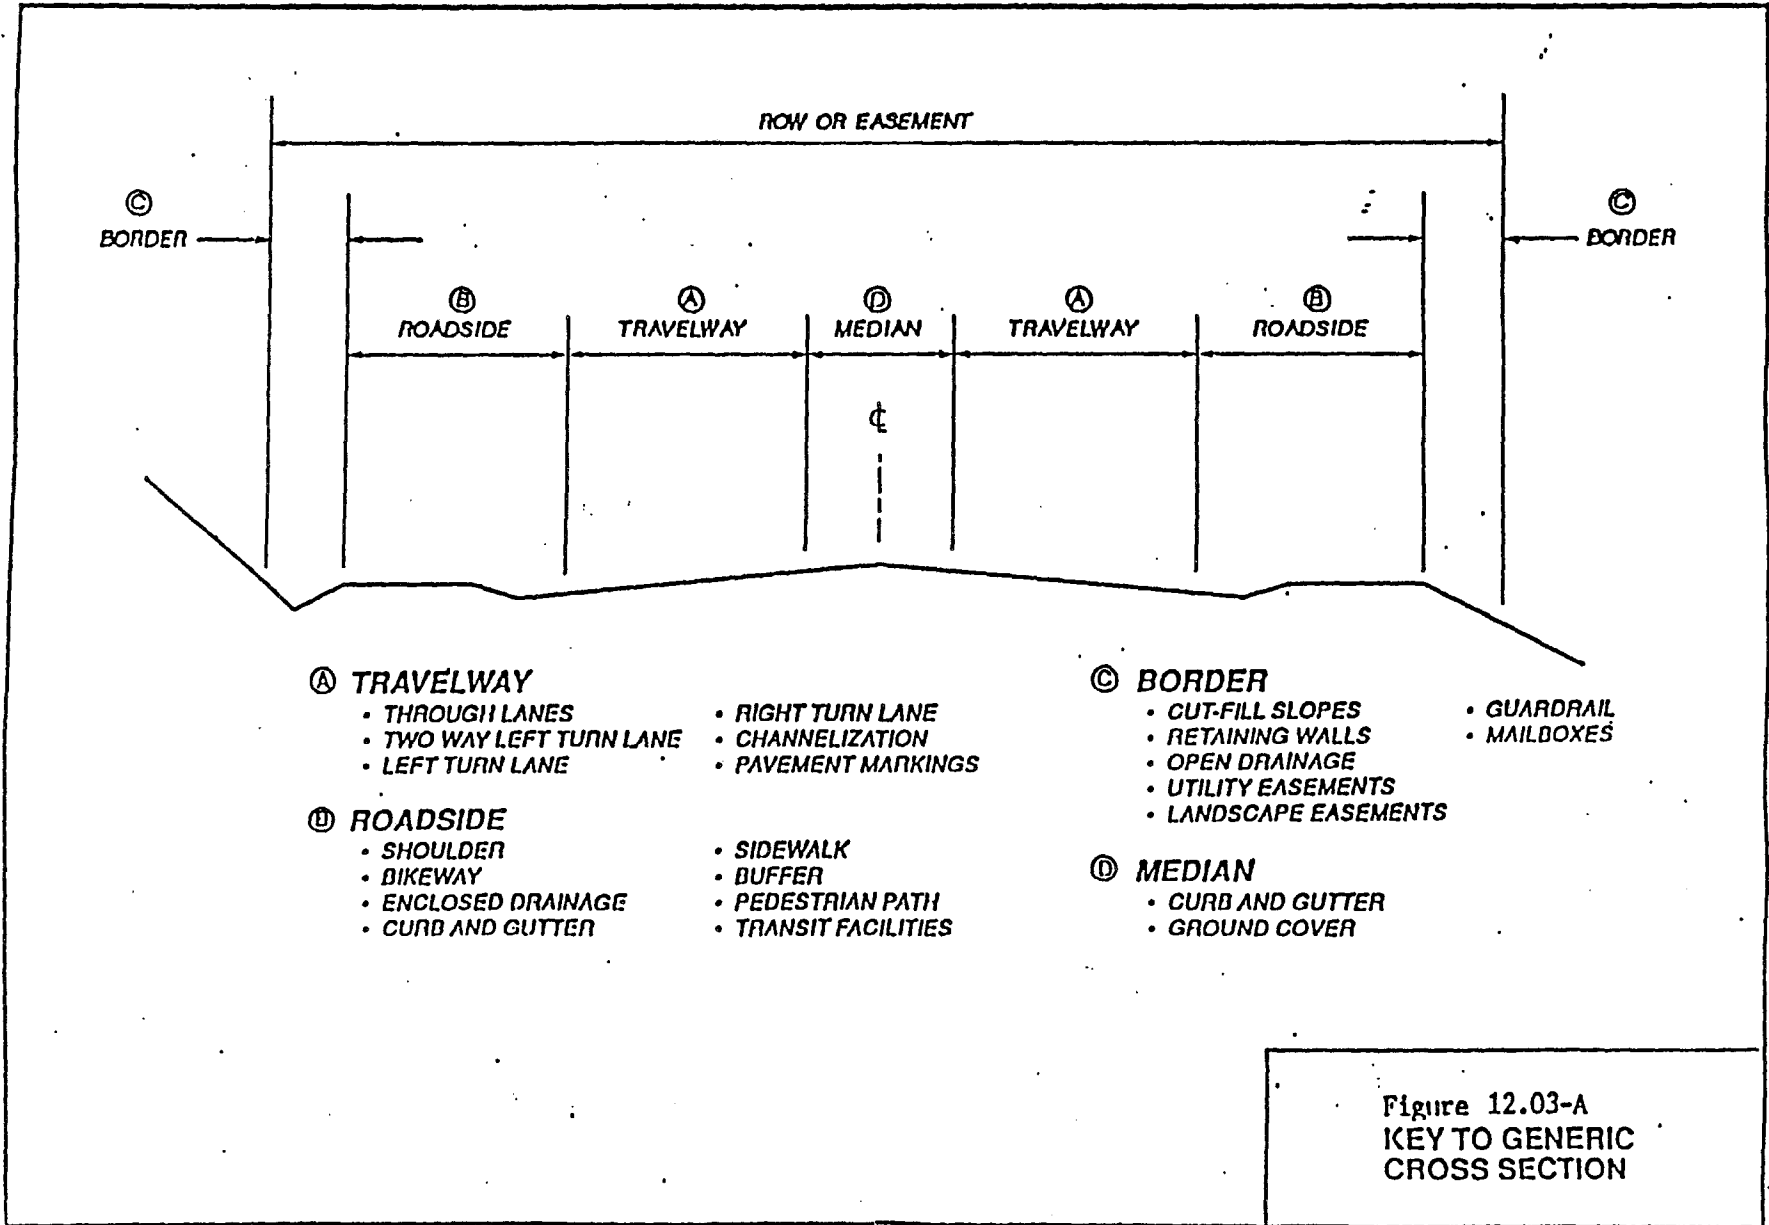 ROW OR EASEMENT
Ⓒ Ⓒ
BORDER BORDER
Ⓑ Ⓐ Ⓓ Ⓐ Ⓑ
ROADSIDE TRAVELWAY MEDIAN TRAVELWAY ROADSIDE
℄
Ⓐ TRAVELWAY
• THROUGH LANES
• TWO WAY LEFT TURN LANE
• LEFT TURN LANE
• RIGHT TURN LANE
• CHANNELIZATION
• PAVEMENT MARKINGS
Ⓑ ROADSIDE
• SHOULDER
• BIKEWAY
• ENCLOSED DRAINAGE
• CURB AND GUTTER
• SIDEWALK
• BUFFER
• PEDESTRIAN PATH
• TRANSIT FACILITIES
Ⓒ BORDER
• CUT-FILL SLOPES
• RETAINING WALLS
• OPEN DRAINAGE
• UTILITY EASEMENTS
• LANDSCAPE EASEMENTS
• GUARDRAIL
• MAILBOXES
Ⓓ MEDIAN
• CURB AND GUTTER
• GROUND COVER
Figure 12.03-A
KEY TO GENERIC
CROSS SECTION